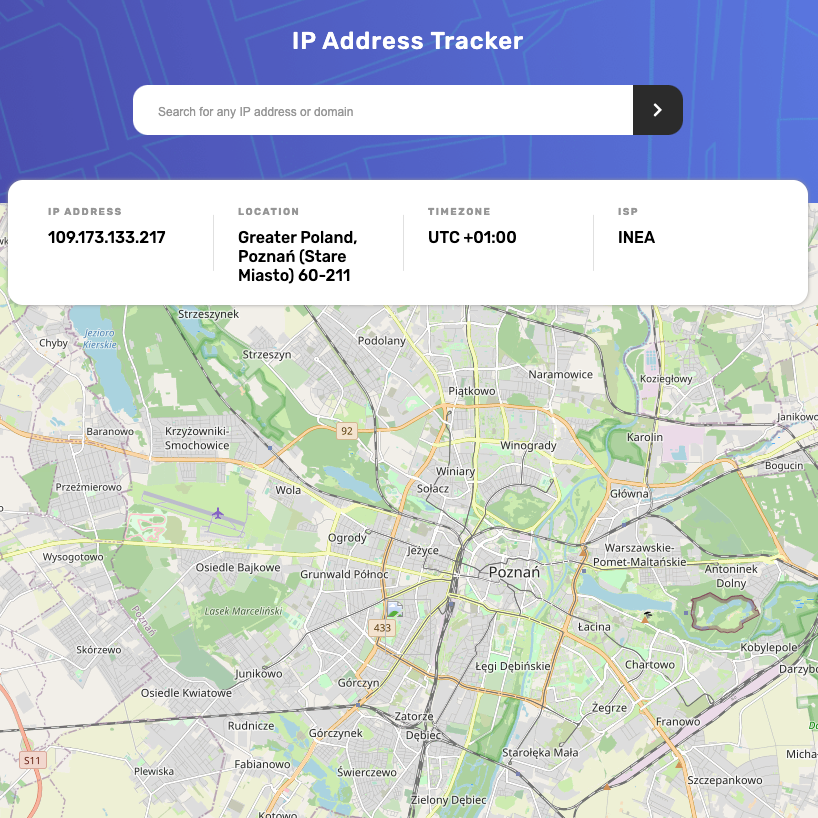 IP Address Tracker
Search for any IP address or domain
IP ADDRESS
109.173.133.217
LOCATION
Greater Poland,
Poznań (Stare
Miasto) 60-211
TIMEZONE
UTC +01:00
ISP
INEA
Strzeszynek
Jezioro
Kierskie
Chyby
Strzeszyn
Podolany
Naramowice
Koziegłowy
Piątkowo
Baranowo
Krzyżowniki-
Smochowice
92
Winogrady
Karolin
Janikowo
Bogucin
Winiary
Sołacz
Przeźmierowo
Wola
Główna
Ogrody
Jeżyce
Wysogotowo
Osiedle Bajkowe
Grunwald Północ
Poznań
Warszawskie-
Pomet-Maltańskie
Antoninek
Dolny
Lasek Marceliński
Poznań
433
Łacina
Skórzewo
Kobylepole
Junikowo
Łęgi Dębińskie
Chartowo
Darzybo
Osiedle Kwiatowe
Górczyn
Żegrze
Rudnicze
Górczynek
Zatorze
Dębiec
Franowo
S11
Starołęka Mała
Micha
Plewiska
Fabianowo
Świerczewo
Szczepankowo
Zielony Dębiec
Kotowo